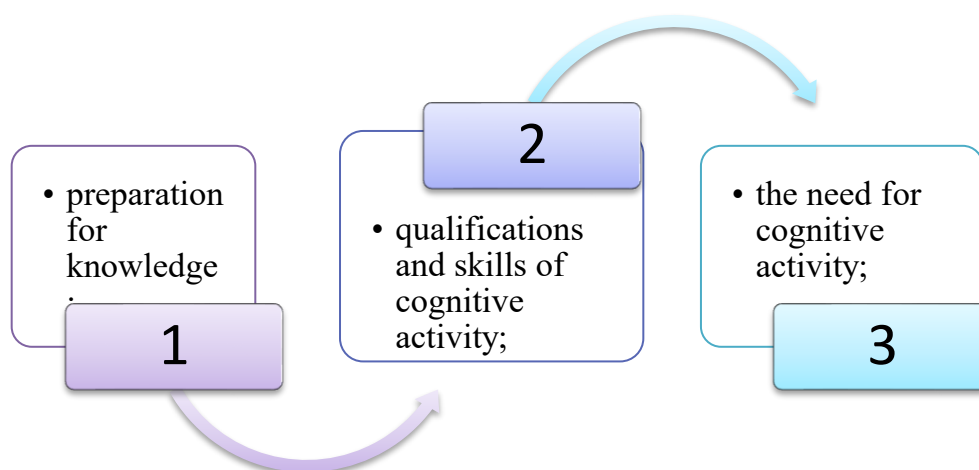 • preparation
for
knowledge
;
1
2
• qualifications
and skills of
cognitive
activity;
• the need for
cognitive
activity;
3